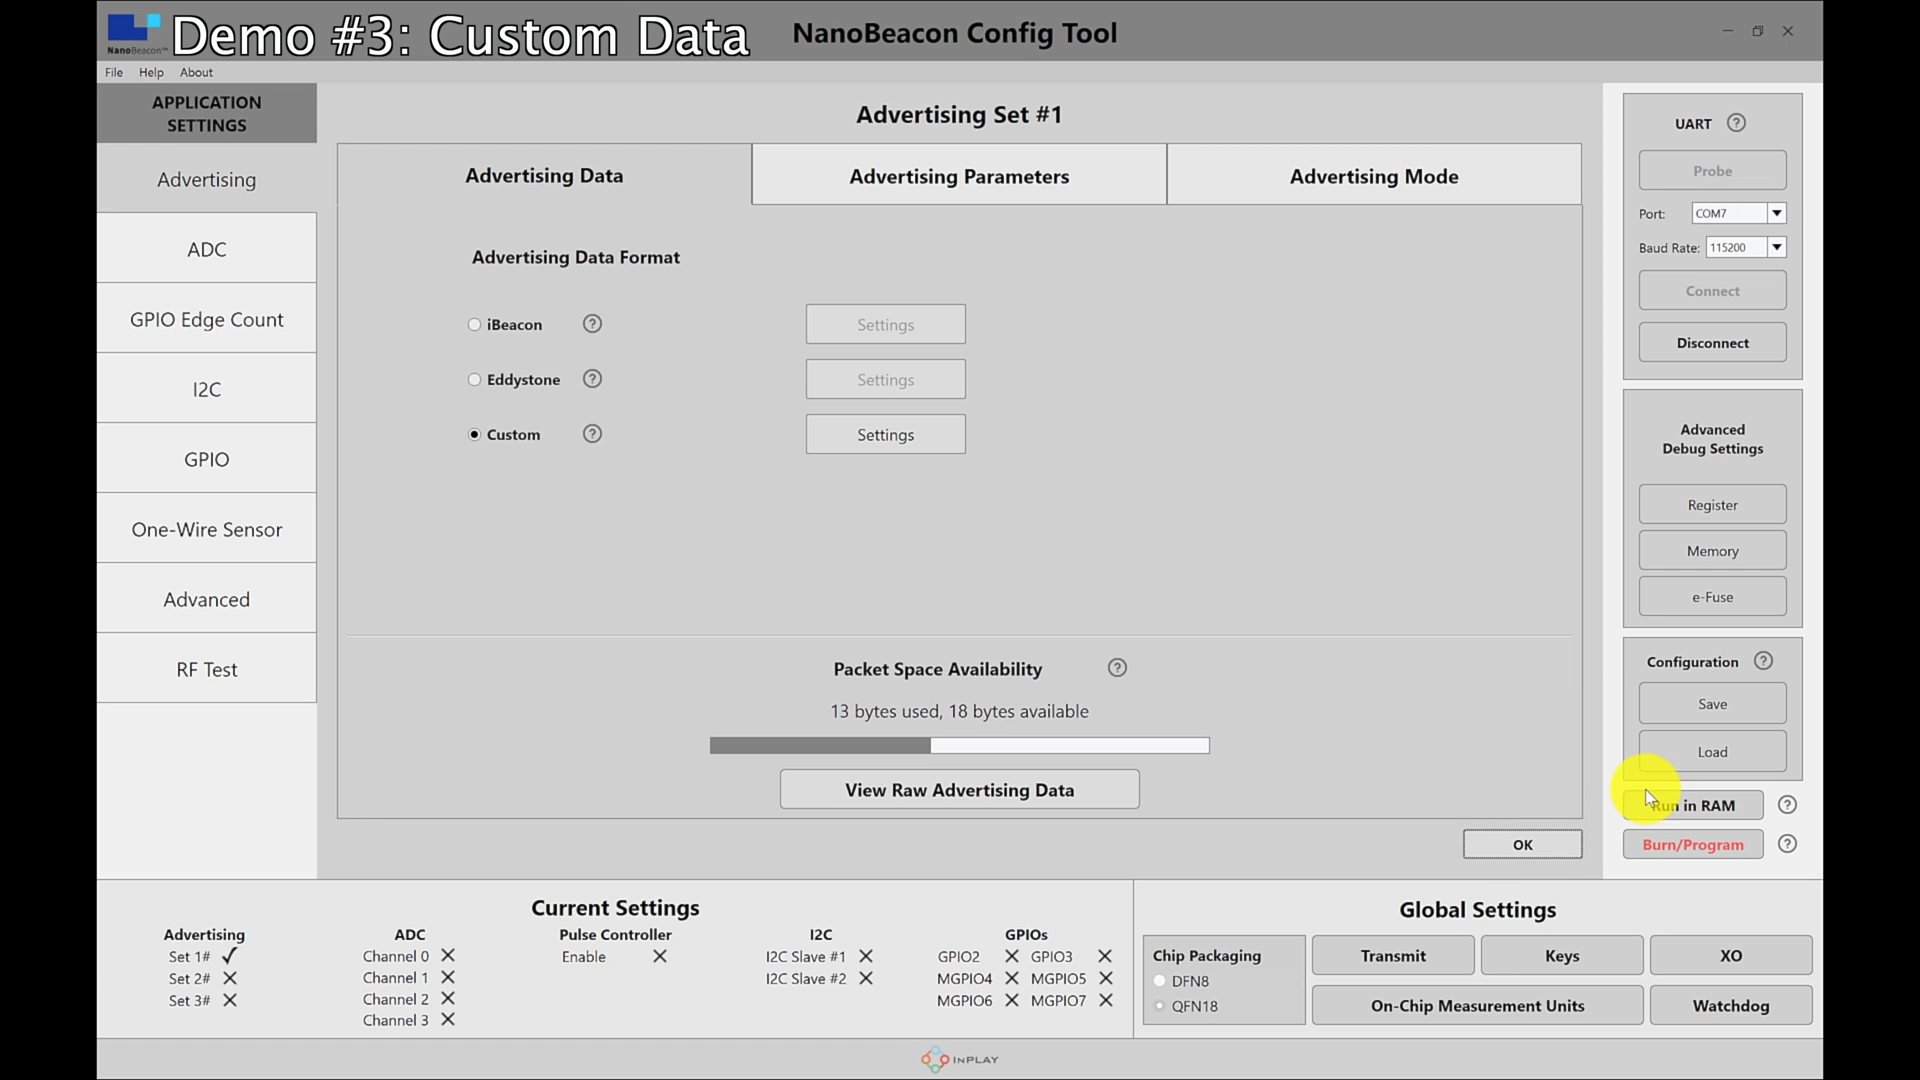 NanoBeacon™
Demo #3: Custom Data
NanoBeacon Config Tool
File Help About
APPLICATION
SETTINGS
Advertising
ADC
GPIO Edge Count
I2C
GPIO
One-Wire Sensor
Advanced
RF Test
Advertising Set #1
Advertising Data Advertising Parameters Advertising Mode
Advertising Data Format
iBeacon ? Settings
Eddystone ? Settings
Custom ? Settings
Packet Space Availability ?
13 bytes used, 18 bytes available
View Raw Advertising Data
OK
UART ?
Probe
Port: COM7
Baud Rate: 115200
Connect
Disconnect
Advanced
Debug Settings
Register
Memory
e-Fuse
Configuration ?
Save
Load
Run in RAM ?
Burn/Program ?
Current Settings
Advertising
Set 1#
Set 2#
Set 3#
ADC
Channel 0
Channel 1
Channel 2
Channel 3
Pulse Controller
Enable
I2C
I2C Slave #1
I2C Slave #2
GPIOs
GPIO2 GPIO3
MGPIO4 MGPIO5
MGPIO6 MGPIO7
Global Settings
Chip Packaging
DFN8
QFN18
Transmit Keys XO
On-Chip Measurement Units Watchdog
INPLAY